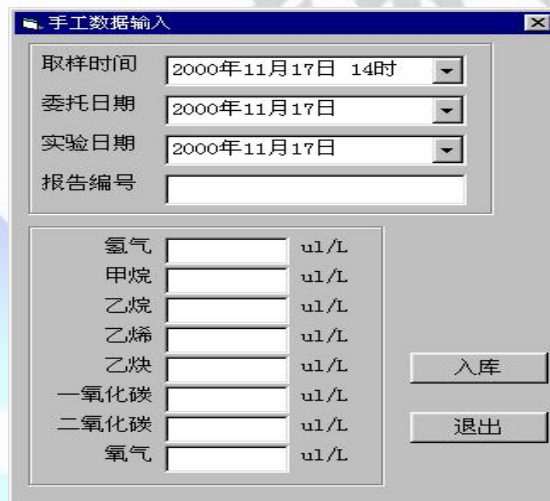 手工数据输入
取样时间 2000年11月17日 14时
委托日期 2000年11月17日
实验日期 2000年11月17日
报告编号
氢气 ul/L
甲烷 ul/L
乙烷 ul/L
乙烯 ul/L
乙炔 ul/L
一氧化碳 ul/L
二氧化碳 ul/L
氧气 ul/L
入库
退出